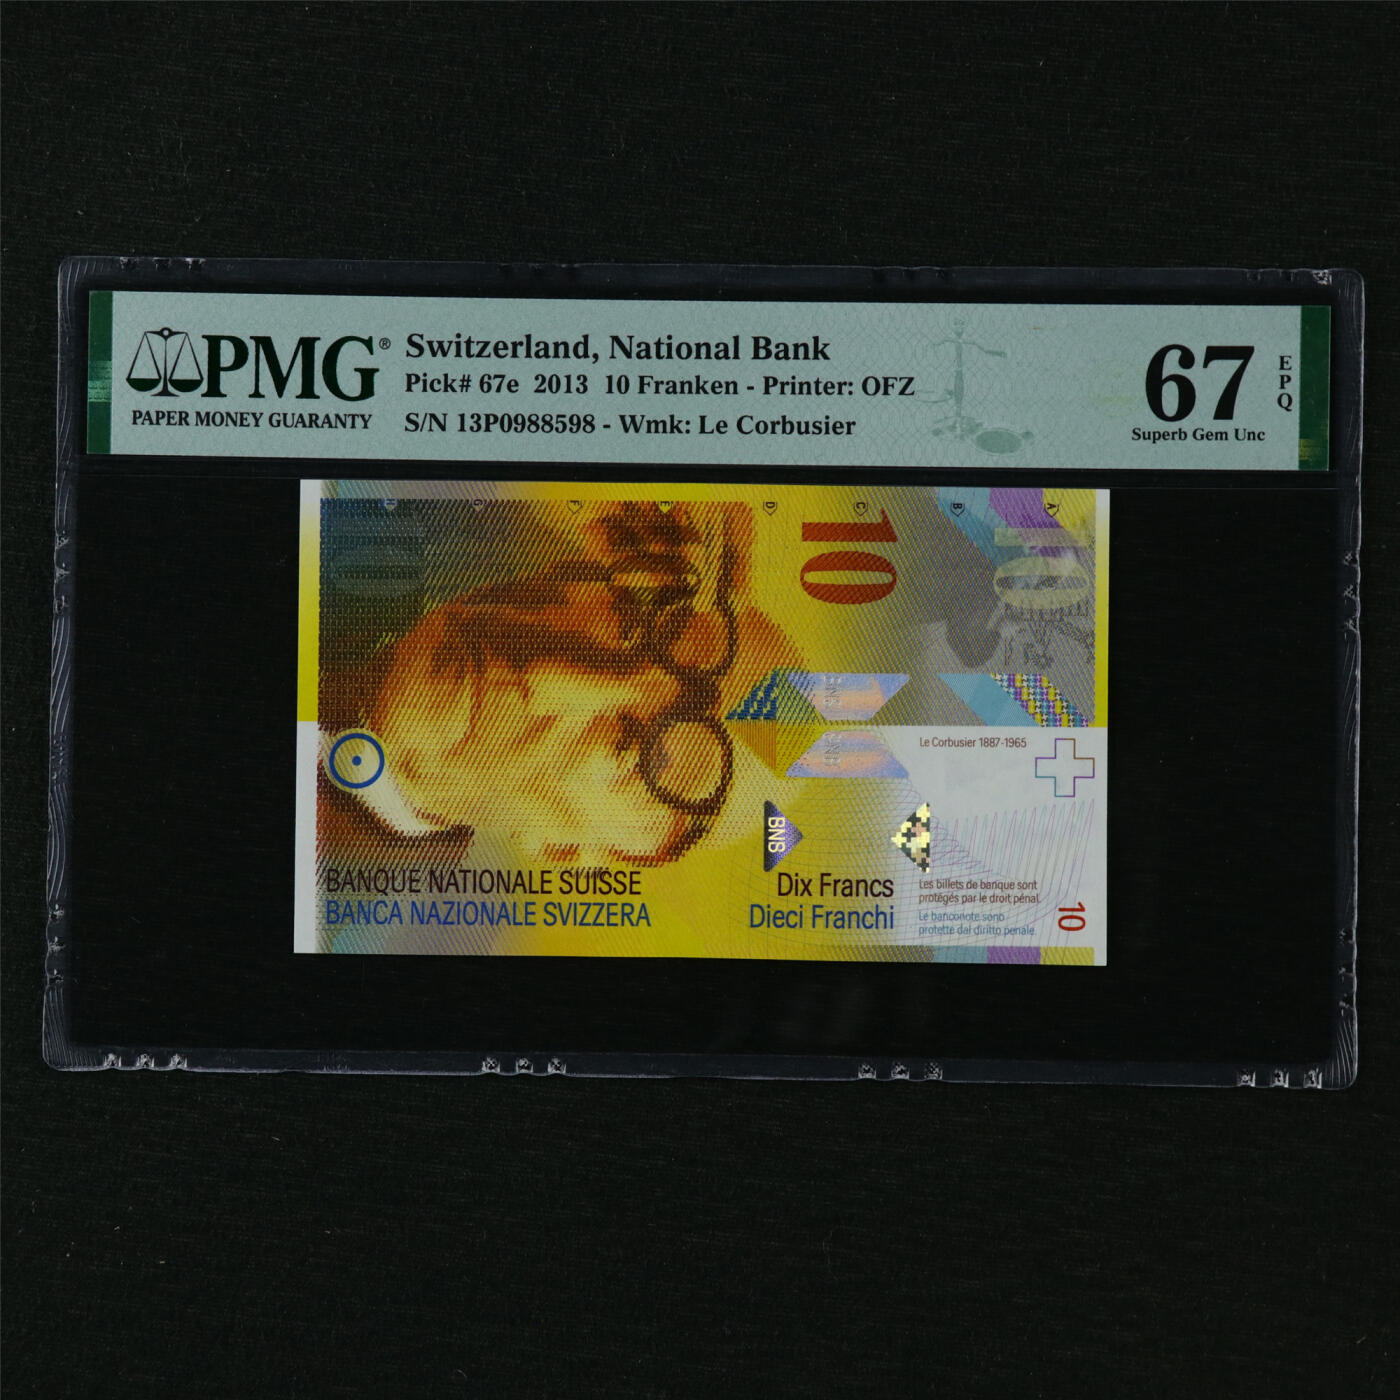 PMG®
PAPER MONEY GUARANTY
Switzerland, National Bank
Pick# 67e 2013 10 Franken - Printer: OFZ
S/N 13P0988598 - Wmk: Le Corbusier
67
EPQ
Superb Gem Unc
H G F E D C B A
10
10
BNB
BNB
Le Corbusier 1887-1965
BNS
BANQUE NATIONALE SUISSE
BANCA NAZIONALE SVIZZERA
Dix Francs
Dieci Franchi
Les billets de banque sont
protégés par le droit pénal.
Le banconote sono
protette dal diritto penale.
10